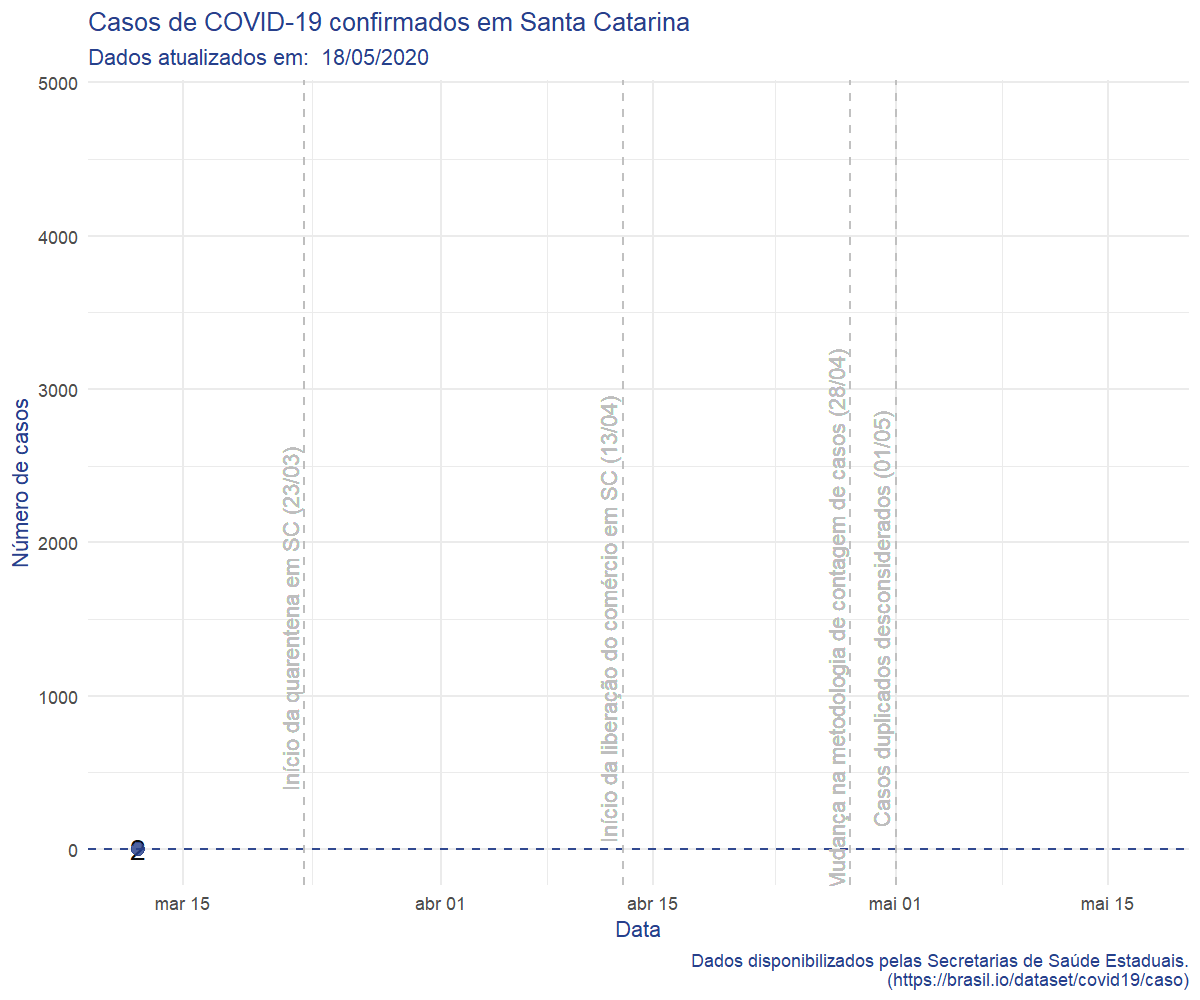 Casos de COVID-19 confirmados em Santa Catarina
Dados atualizados em:  18/05/2020
5000
4000
3000
2000
1000
0
Número de casos
Início da quarentena em SC (23/03)
Início da liberação do comércio em SC (13/04)
Mudança na metodologia de contagem de casos (28/04)
Casos duplicados desconsiderados (01/05)
2
mar 15
abr 01
abr 15
mai 01
mai 15
Data
Dados disponibilizados pelas Secretarias de Saúde Estaduais.
(https://brasil.io/dataset/covid19/caso)